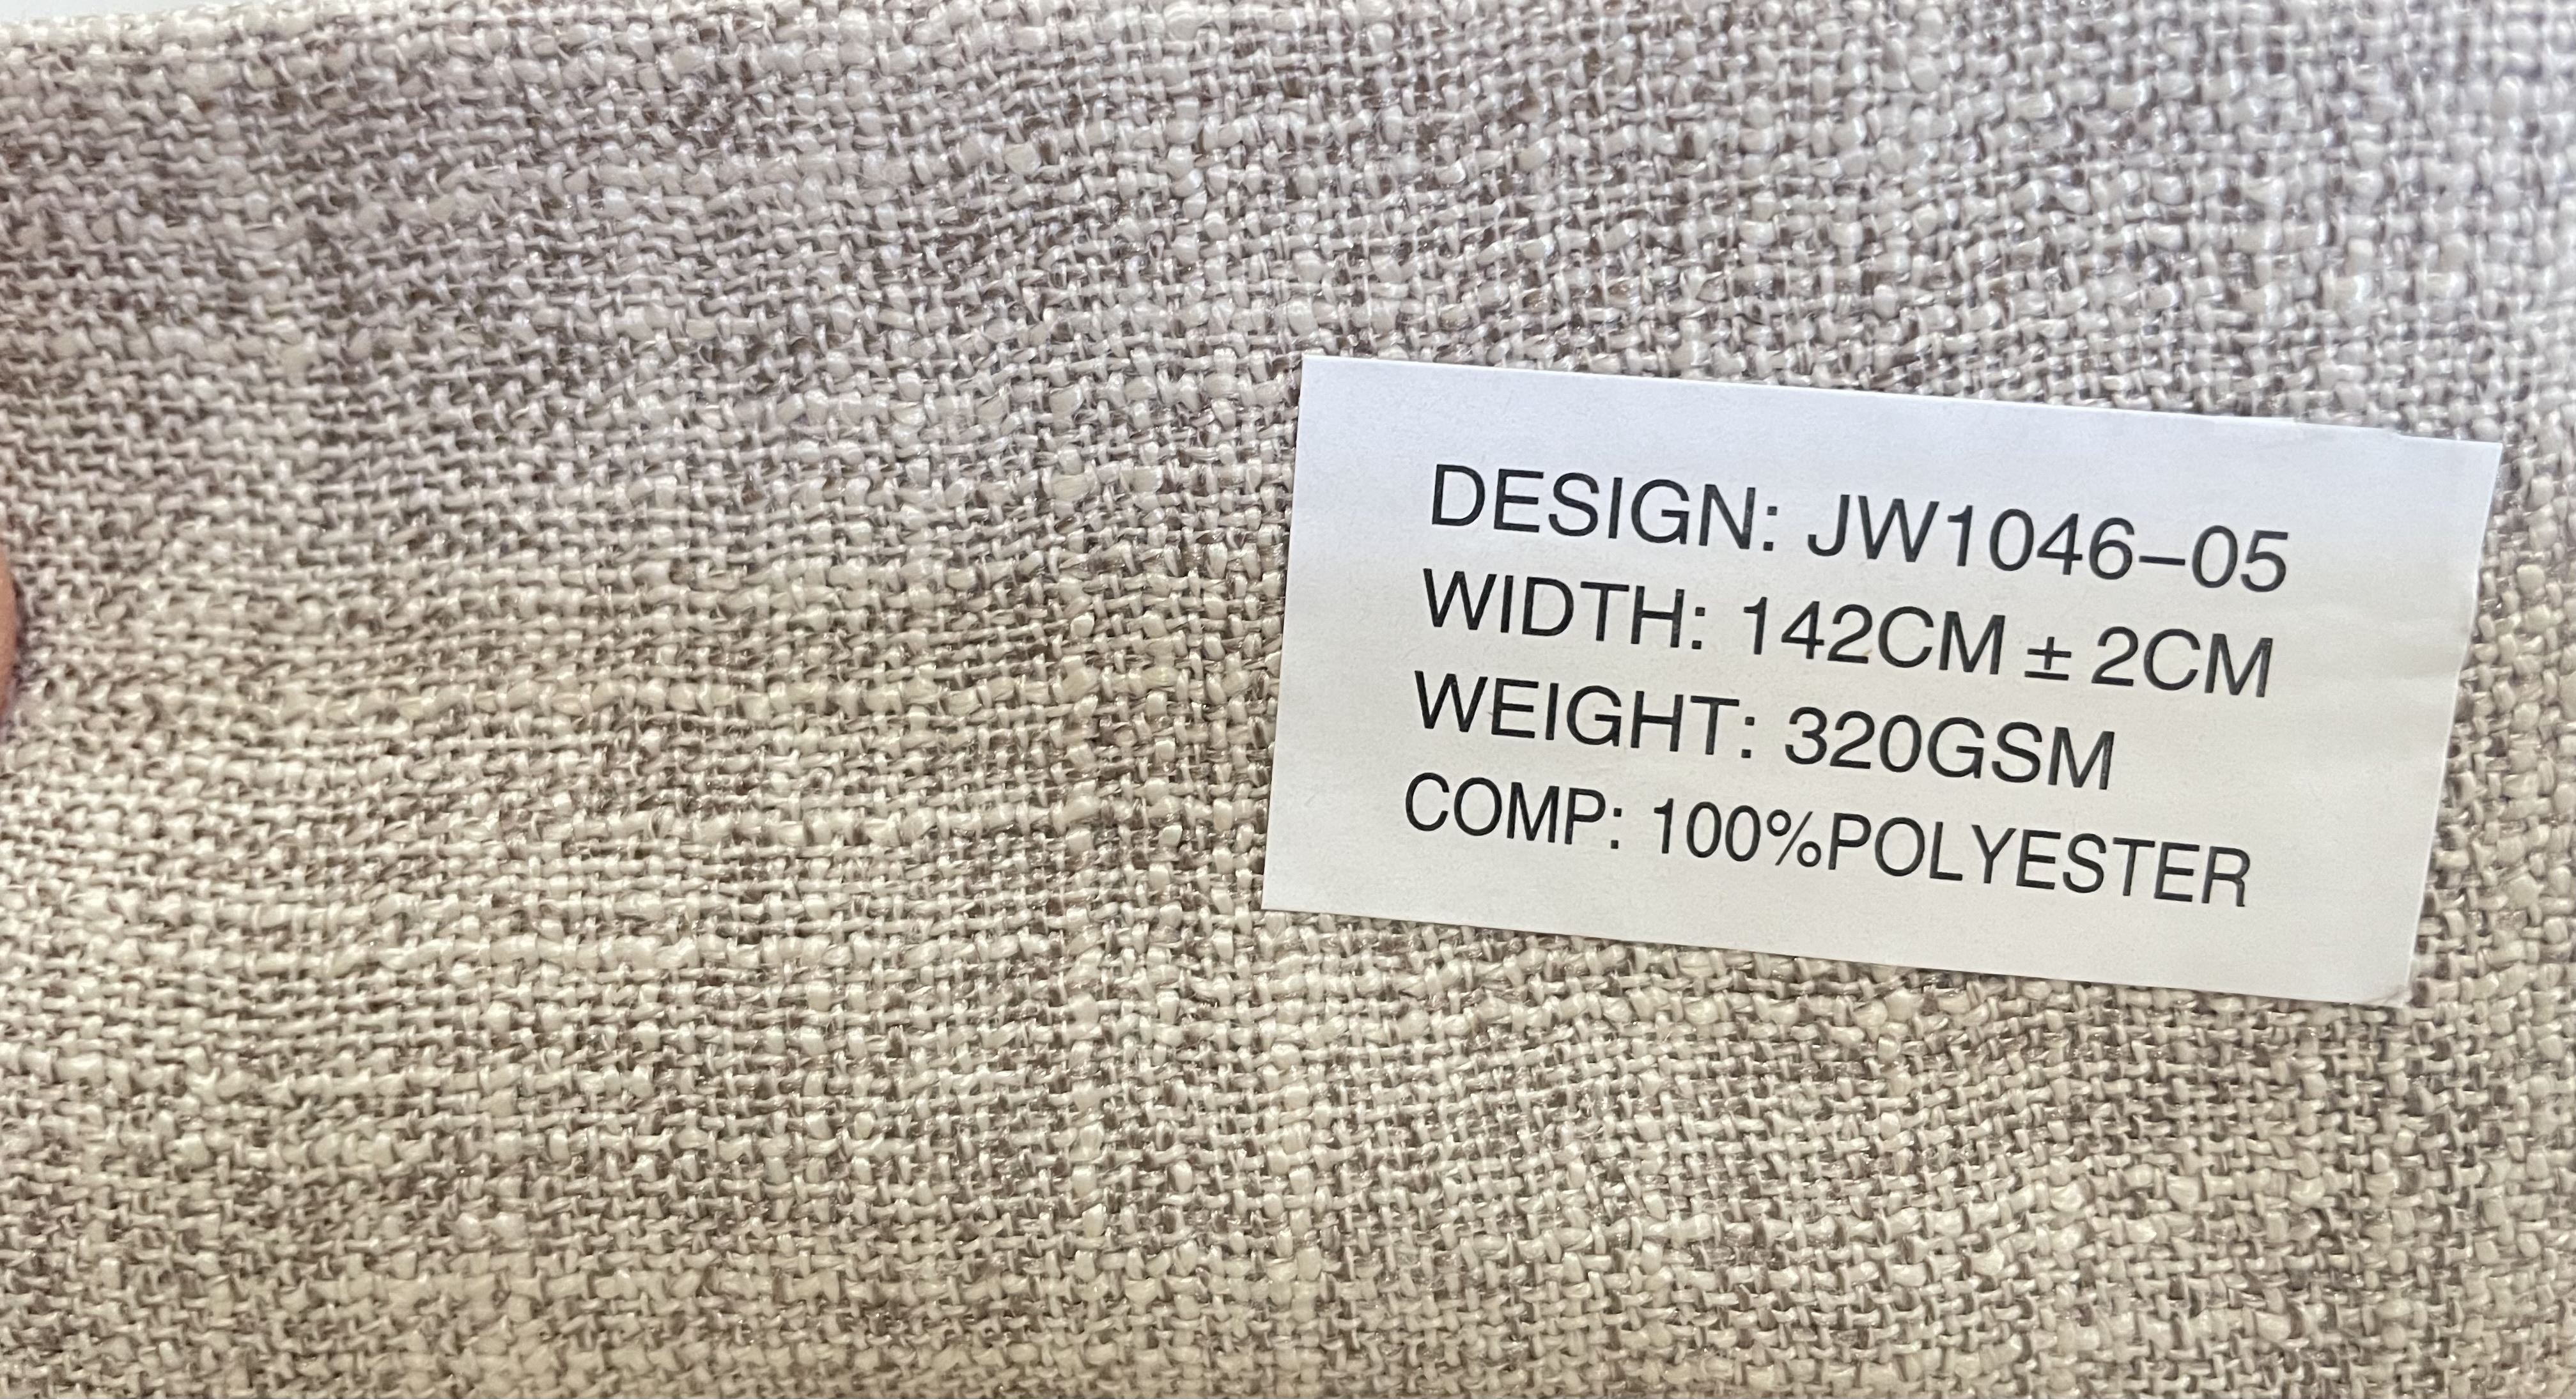 DESIGN: JW1046-05
WIDTH: 142CM ± 2CM
WEIGHT: 320GSM
COMP: 100%POLYESTER